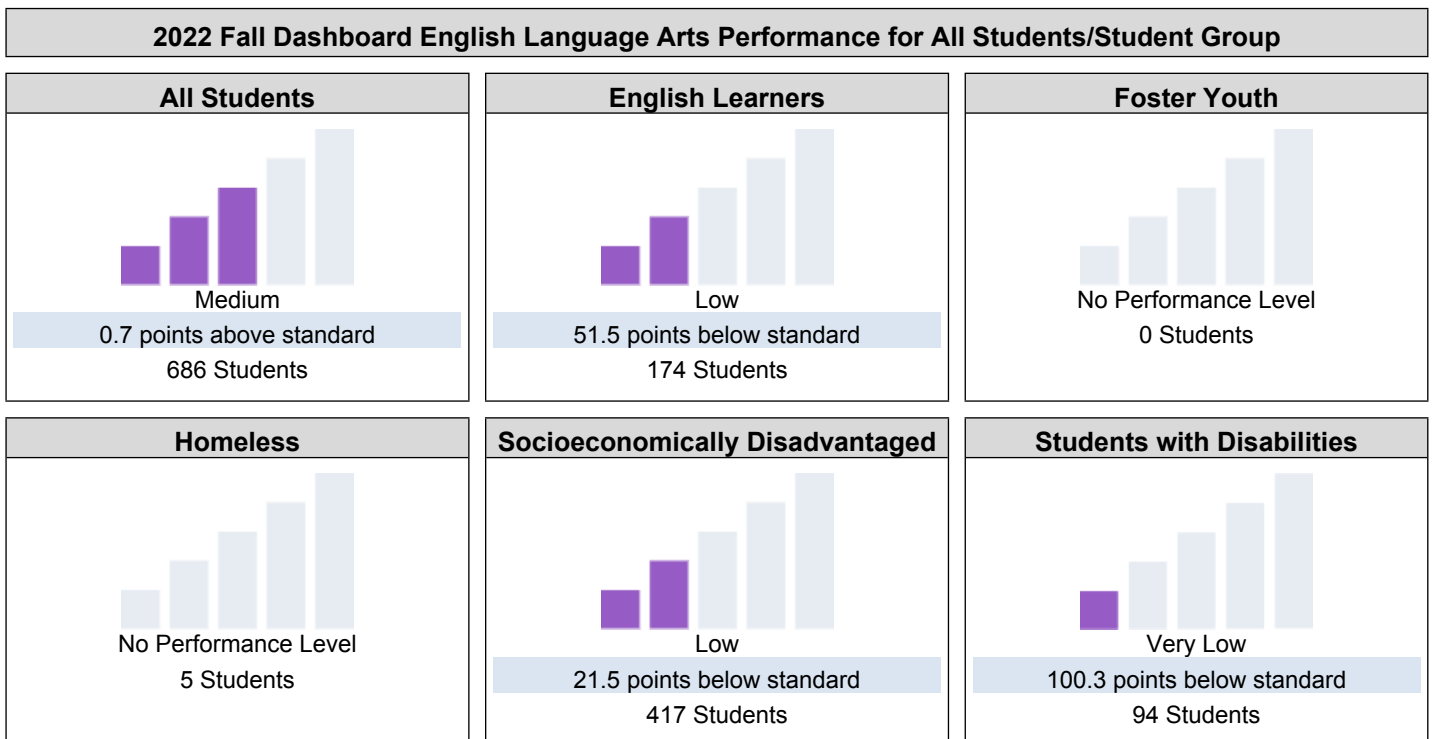 2022 Fall Dashboard English Language Arts Performance for All Students/Student Group
All Students
Medium
0.7 points above standard
686 Students
English Learners
Low
51.5 points below standard
174 Students
Foster Youth
No Performance Level
0 Students
Homeless
No Performance Level
5 Students
Socioeconomically Disadvantaged
Low
21.5 points below standard
417 Students
Students with Disabilities
Very Low
100.3 points below standard
94 Students